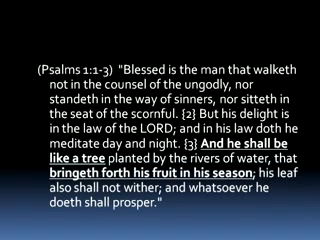 (Psalms 1:1-3)  "Blessed is the man that walketh
not in the counsel of the ungodly, nor
standeth in the way of sinners, nor sitteth in
the seat of the scornful. {2} But his delight is
in the law of the LORD; and in his law doth he
meditate day and night. {3} And he shall be
like a tree planted by the rivers of water, that
bringeth forth his fruit in his season; his leaf
also shall not wither; and whatsoever he
doeth shall prosper."